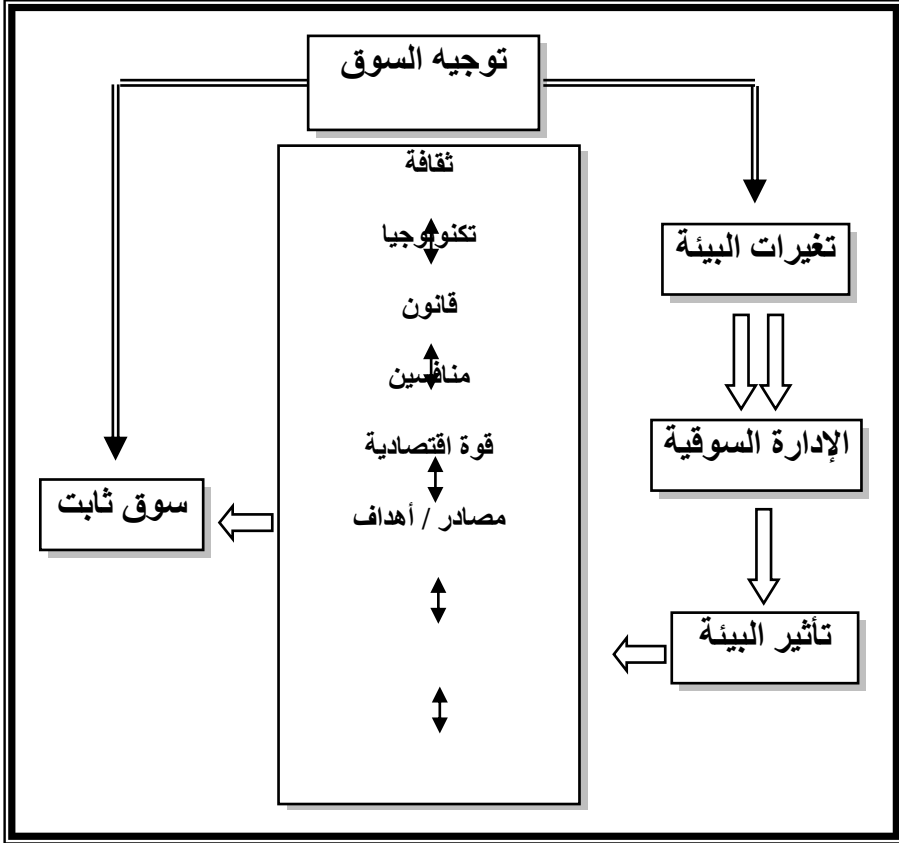 توجيه السوق
ثقافة
تكنولوجيا
تغيرات البيئة
قانون
منافسين
قوة اقتصادية
الإدارة السوقية
مصادر / أهداف
سوق ثابت
تأثير البيئة